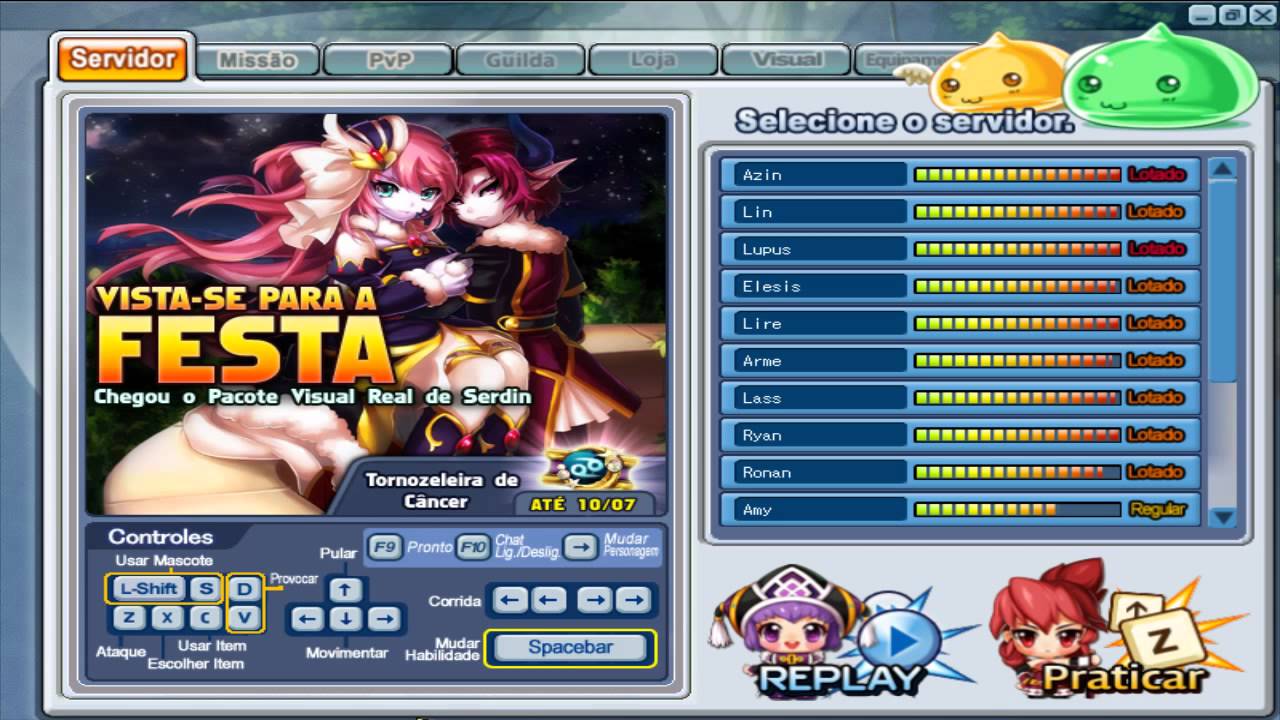 Servidor
Missão
PvP
Guilda
Loja
Visual
Equipame
Selecione o servidor.
VISTA-SE PARA A
FESTA
Chegou o Pacote Visual Real de Serdin
Tornozeleira de
Câncer
ATÉ 10/07
Azin Lotado
Lin Lotado
Lupus Lotado
Elesis Lotado
Lire Lotado
Arme Lotado
Lass Lotado
Ryan Lotado
Ronan Lotado
Amy Regular
Controles
Usar Mascote
L-Shift S D
Provocar
Z X C V
Ataque
Usar Item
Escolher Item
Pular
Movimentar
F9 Pronto
F10 Chat
Lig./Deslig.
Mudar
Personagem
Corrida
Mudar
Habilidade
Spacebar
REPLAY
Z
Praticar